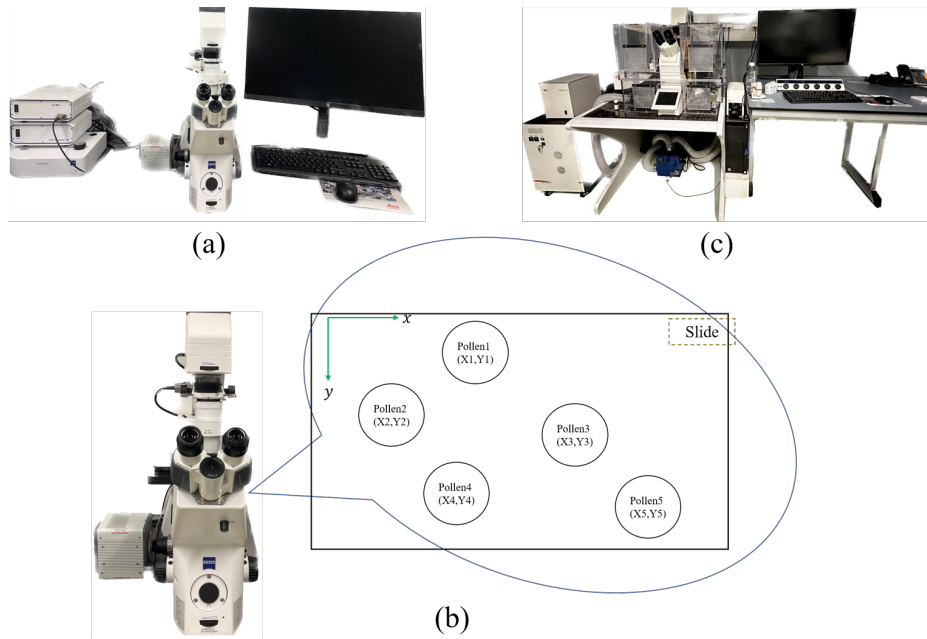 (a)
(c)
x
y
Slide
Pollen1
(X1,Y1)
Pollen2
(X2,Y2)
Pollen3
(X3,Y3)
Pollen4
(X4,Y4)
Pollen5
(X5,Y5)
ZEISS
(b)